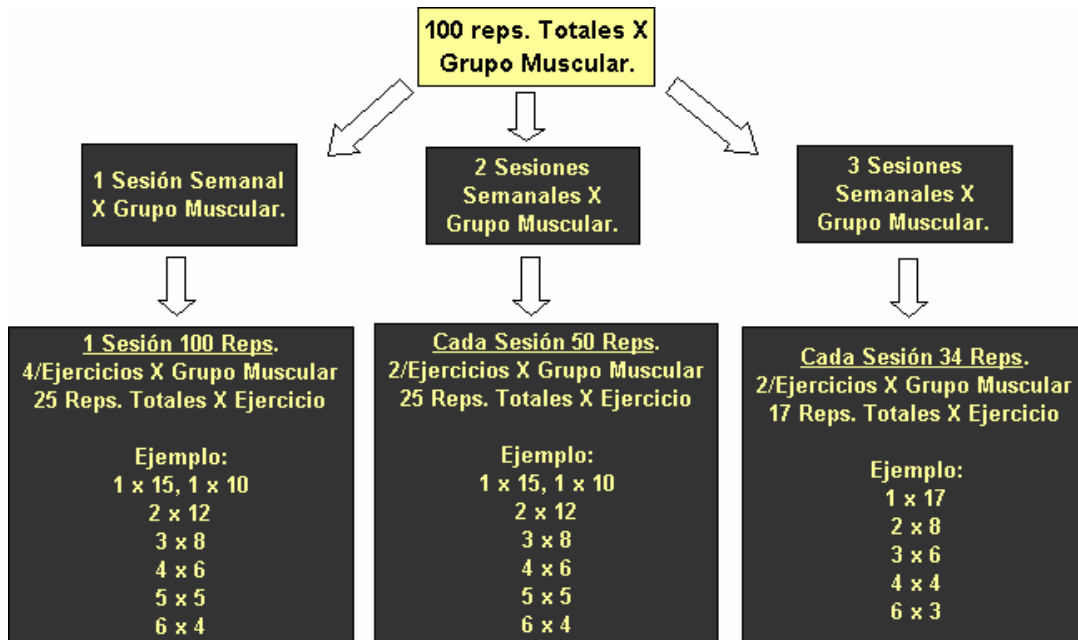 100 reps. Totales X
Grupo Muscular.
1 Sesión Semanal
X Grupo Muscular.
2 Sesiones
Semanales X
Grupo Muscular.
3 Sesiones
Semanales X
Grupo Muscular.
1 Sesión 100 Reps.
4/Ejercicios X Grupo Muscular
25 Reps. Totales X Ejercicio
Ejemplo:
1 x 15, 1 x 10
2 x 12
3 x 8
4 x 6
5 x 5
6 x 4
Cada Sesión 50 Reps.
2/Ejercicios X Grupo Muscular
25 Reps. Totales X Ejercicio
Ejemplo:
1 x 15, 1 x 10
2 x 12
3 x 8
4 x 6
5 x 5
6 x 4
Cada Sesión 34 Reps.
2/Ejercicios X Grupo Muscular
17 Reps. Totales X Ejercicio
Ejemplo:
1 x 17
2 x 8
3 x 6
4 x 4
6 x 3